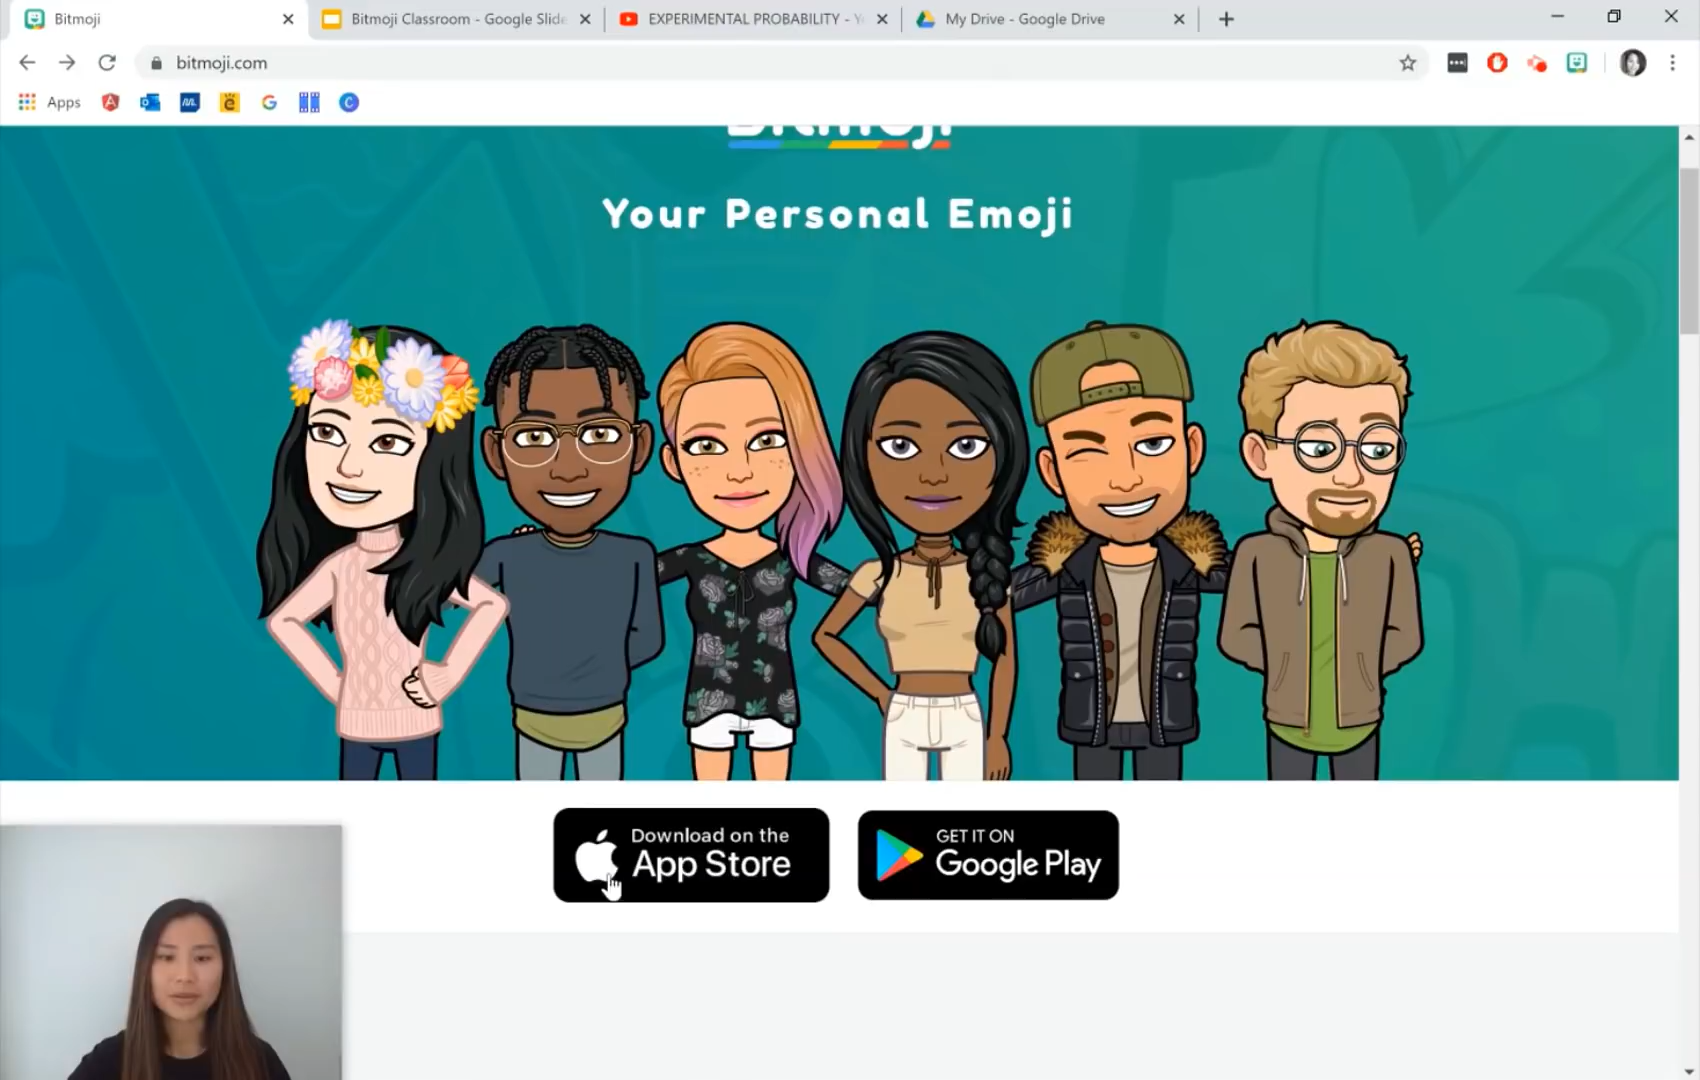 Bitmoji
Bitmoji Classroom - Google Slide
EXPERIMENTAL PROBABILITY - Y
My Drive - Google Drive
bitmoji.com
Apps
Bitmoji
Your Personal Emoji
Download on the
App Store
GET IT ON
Google Play